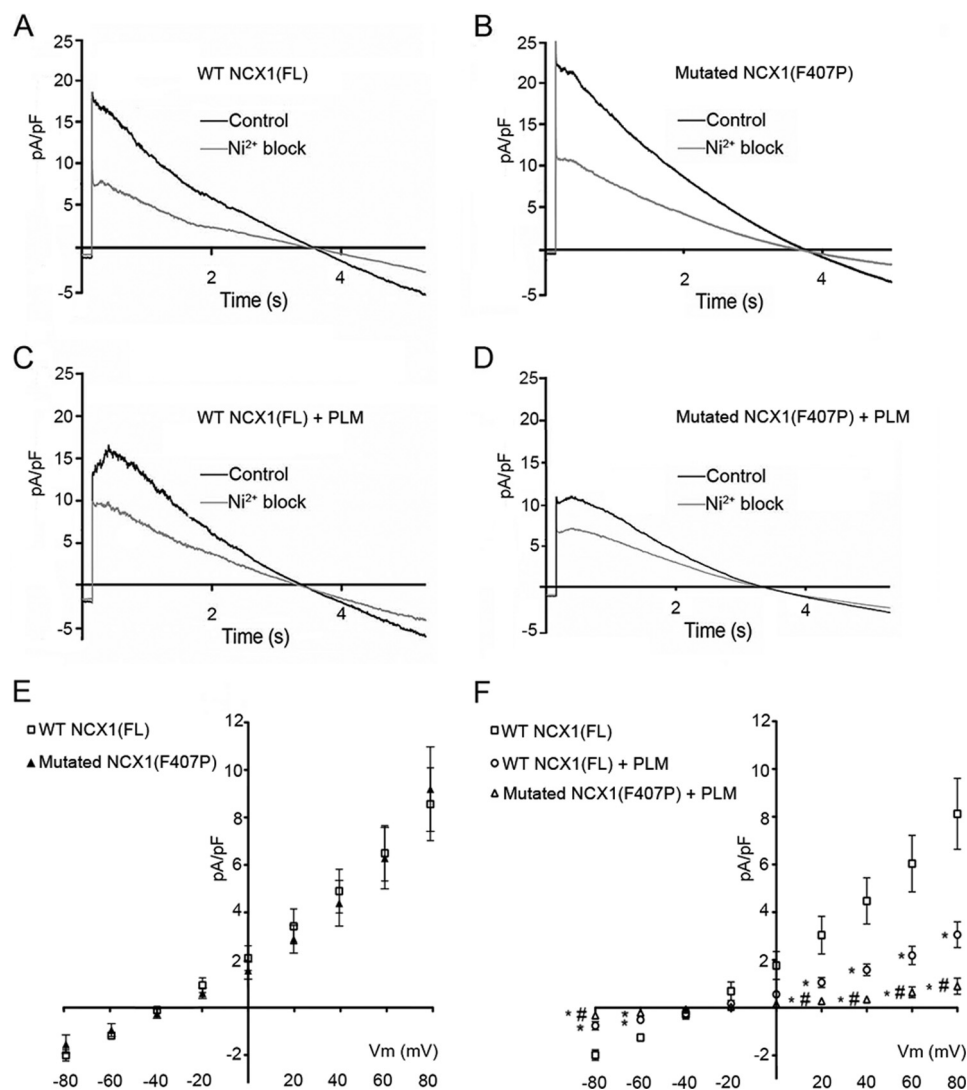 A
25
20
15
10
5
-5
pA/pF
WT NCX1(FL)
Control
Ni²⁺ block
2
4
Time (s)
B
25
20
15
10
5
-5
pA/pF
Mutated NCX1(F407P)
Control
Ni²⁺ block
2
4
Time (s)
C
25
20
15
10
5
-5
pA/pF
WT NCX1(FL) + PLM
Control
Ni²⁺ block
2
4
Time (s)
D
25
20
15
10
5
-5
pA/pF
Mutated NCX1(F407P) + PLM
Control
Ni²⁺ block
2
4
Time (s)
E
WT NCX1(FL)
Mutated NCX1(F407P)
12
10
8
6
4
2
-2
pA/pF
Vm (mV)
-80 -60 -40 -20 20 40 60 80
F
WT NCX1(FL)
WT NCX1(FL) + PLM
Mutated NCX1(F407P) + PLM
12
10
8
6
4
2
-2
pA/pF
*
*
*
*
* # * # * # * #
* # *
* *
Vm (mV)
-80 -60 -40 -20 20 40 60 80